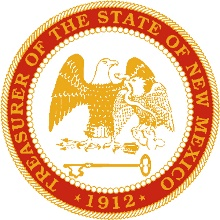 TREASURER OF THE STATE OF NEW MEXICO
1912